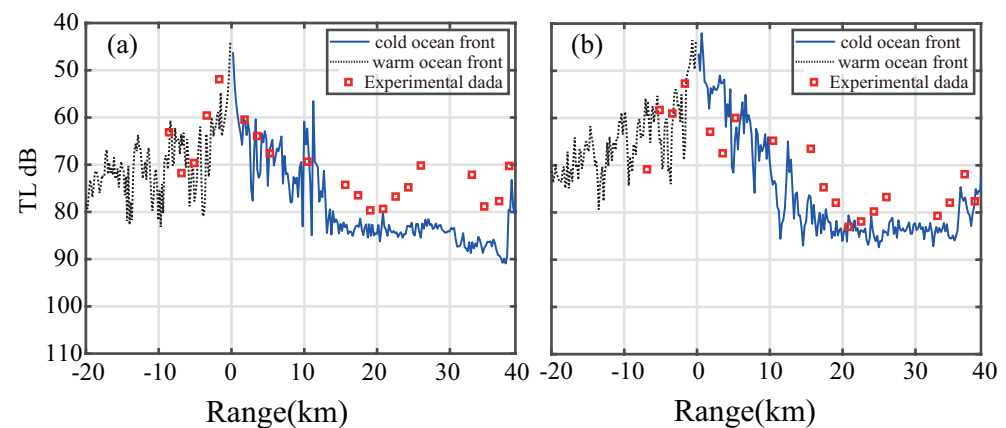 40
50
60
70
80
90
100
110
TL dB
(a)
cold ocean front
warm ocean front
Experimental dada
-20
-10
0
10
20
30
40
Range(km)
(b)
cold ocean front
warm ocean front
Experimental dada
-20
-10
0
10
20
30
40
Range(km)